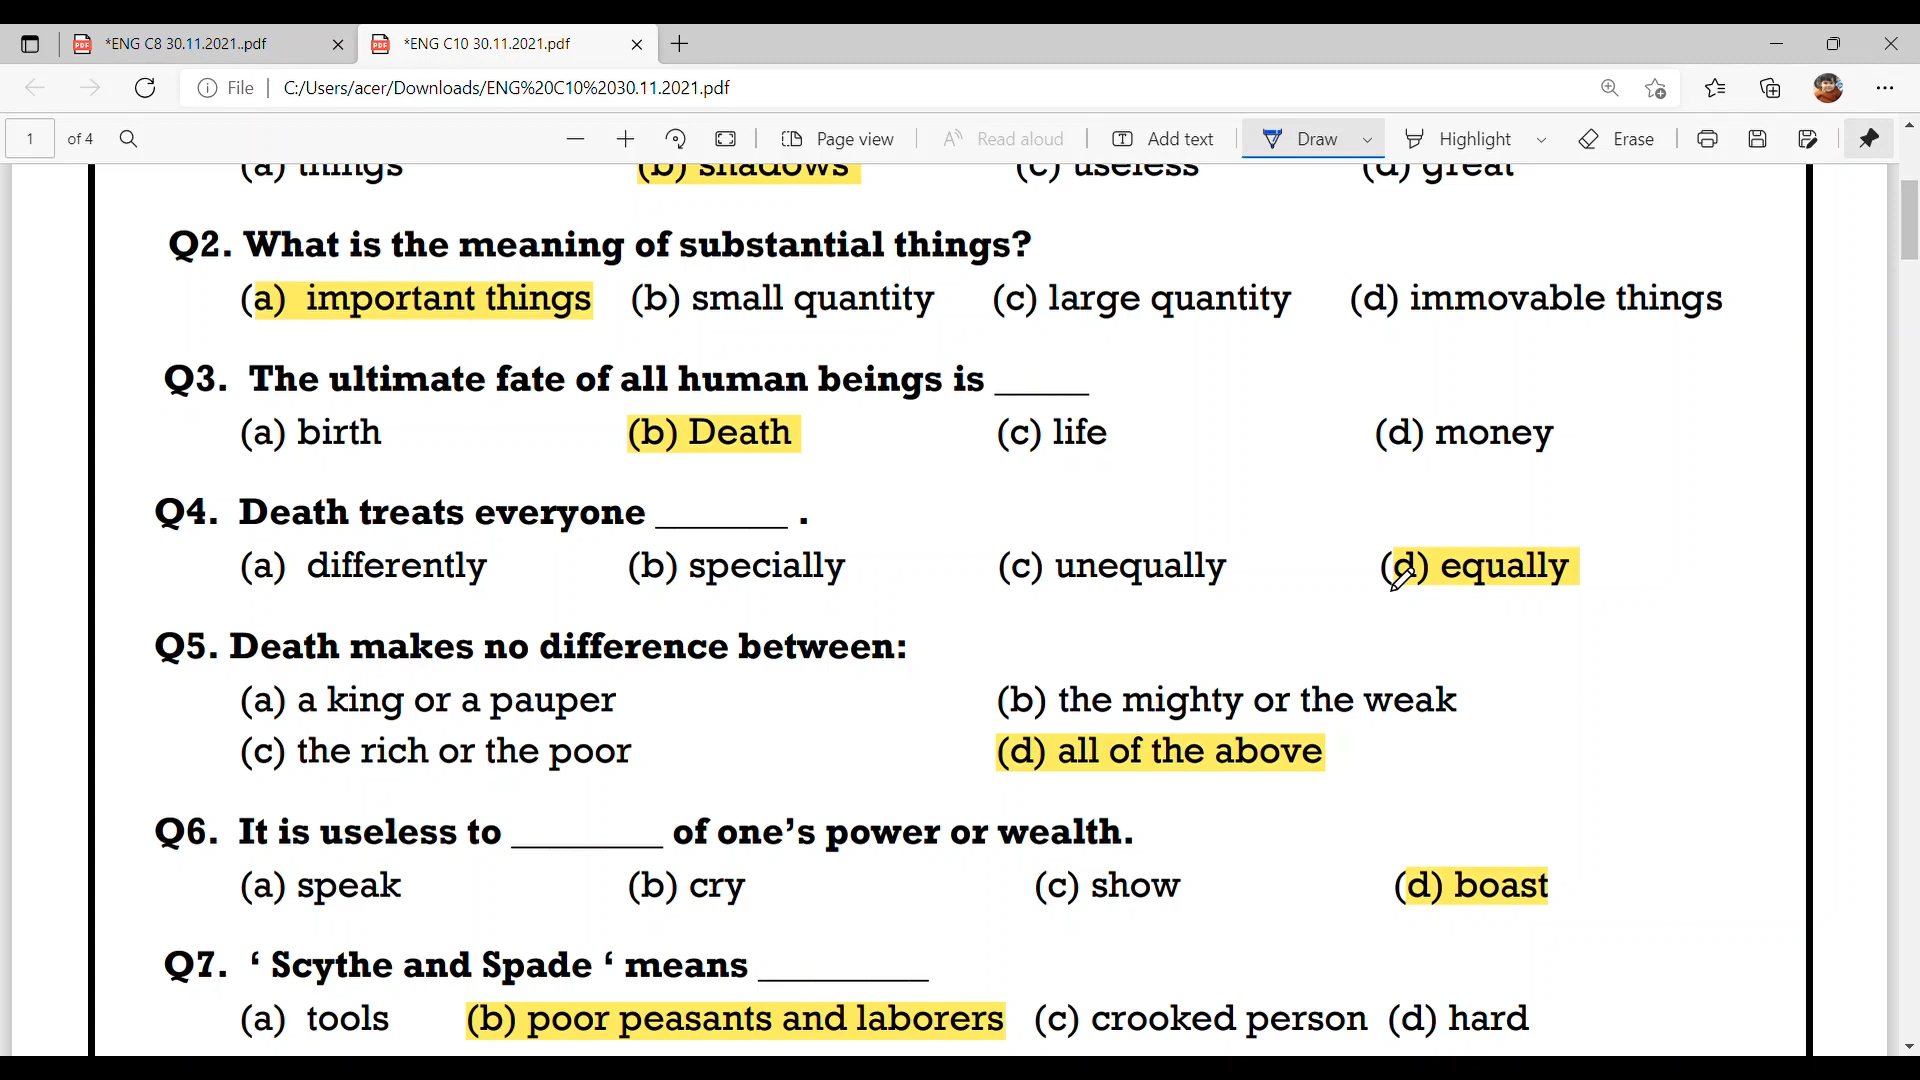 *ENG C8 30.11.2021..pdf
*ENG C10 30.11.2021.pdf
File C:/Users/acer/Downloads/ENG%20C10%2030.11.2021.pdf
1 of 4 Page view Read aloud Add text Draw Highlight Erase
(a) things (b) shadows (c) useless (d) great
Q2. What is the meaning of substantial things?
(a) important things (b) small quantity (c) large quantity (d) immovable things
Q3. The ultimate fate of all human beings is _____
(a) birth (b) Death (c) life (d) money
Q4. Death treats everyone _______ .
(a) differently (b) specially (c) unequally (d) equally
Q5. Death makes no difference between:
(a) a king or a pauper (b) the mighty or the weak
(c) the rich or the poor (d) all of the above
Q6. It is useless to ________ of one’s power or wealth.
(a) speak (b) cry (c) show (d) boast
Q7. ‘ Scythe and Spade ‘ means _________
(a) tools (b) poor peasants and laborers (c) crooked person (d) hard